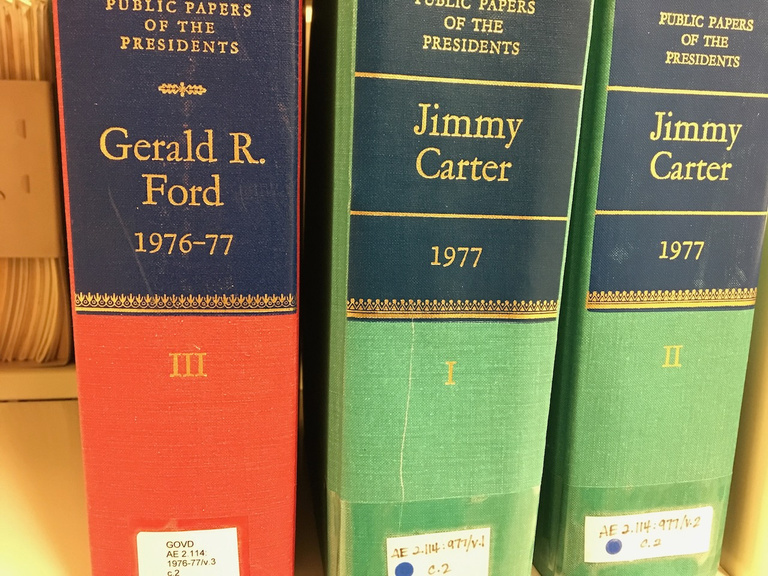 PUBLIC PAPERS
OF THE
PRESIDENTS
Gerald R.
Ford
1976–77
III
GOVD
AE 2.114:
1976-77/v.3
c.2
PUBLIC PAPERS
OF THE
PRESIDENTS
Jimmy
Carter
1977
I
AE 2.114:977/v.1
c.2
PUBLIC PAPERS
OF THE
PRESIDENTS
Jimmy
Carter
1977
II
AE 2.114:977/v.2
c.2